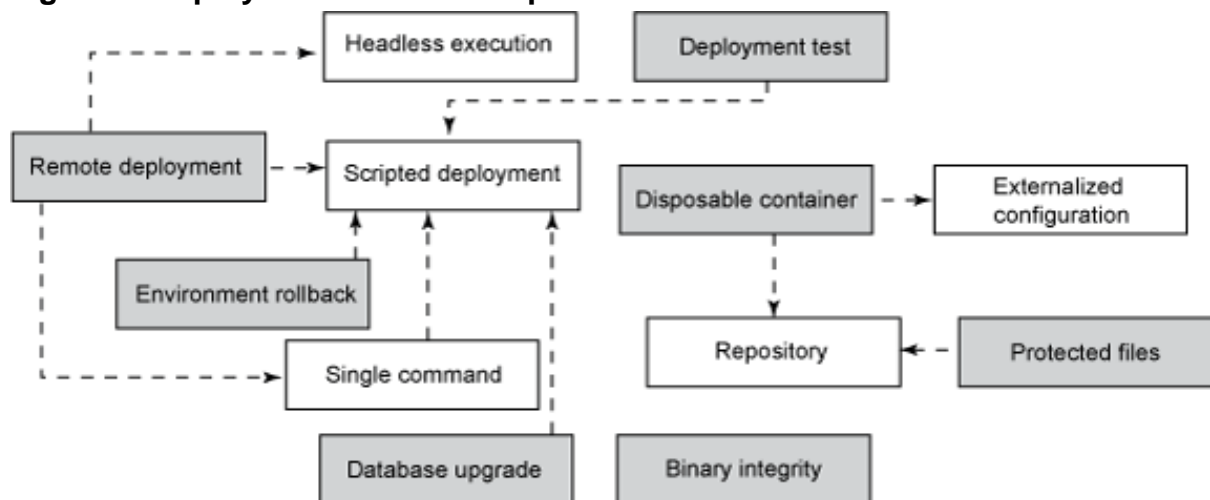 Headless execution
Deployment test
Remote deployment
Scripted deployment
Disposable container
Externalized
configuration
Environment rollback
Repository
Protected files
Single command
Database upgrade
Binary integrity